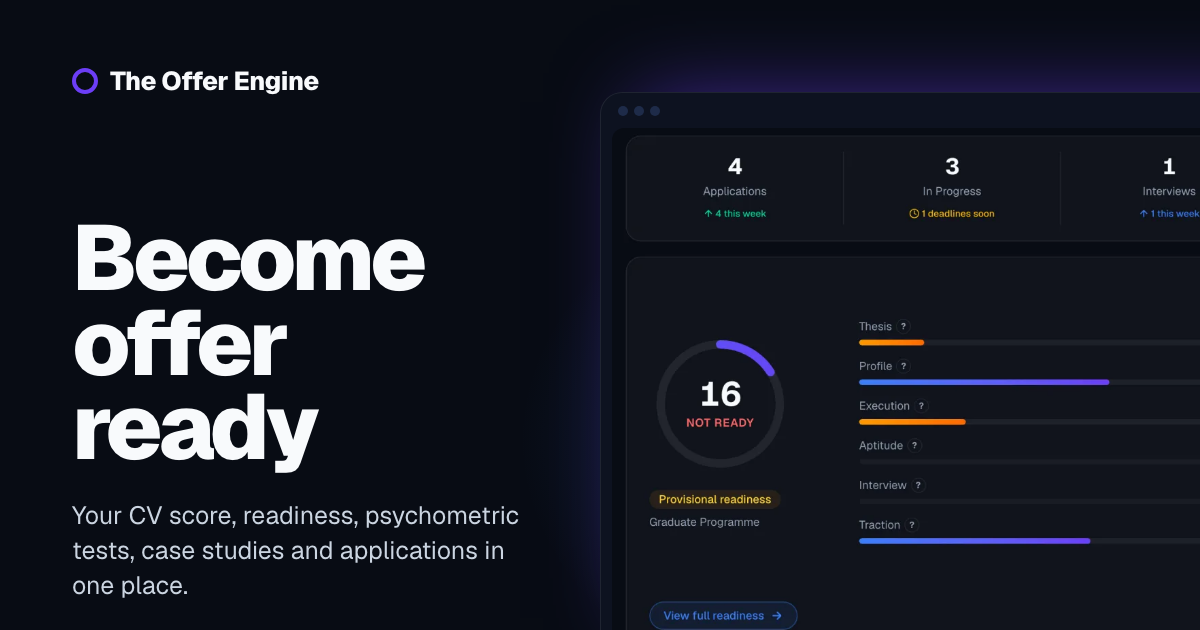 The Offer Engine
Become
offer
ready
Your CV score, readiness, psychometric
tests, case studies and applications in
one place.
4
Applications
↑ 4 this week
3
In Progress
1 deadlines soon
1
Interviews
↑ 1 this week
16
NOT READY
Provisional readiness
Graduate Programme
View full readiness →
Thesis ?
Profile ?
Execution ?
Aptitude ?
Interview ?
Traction ?